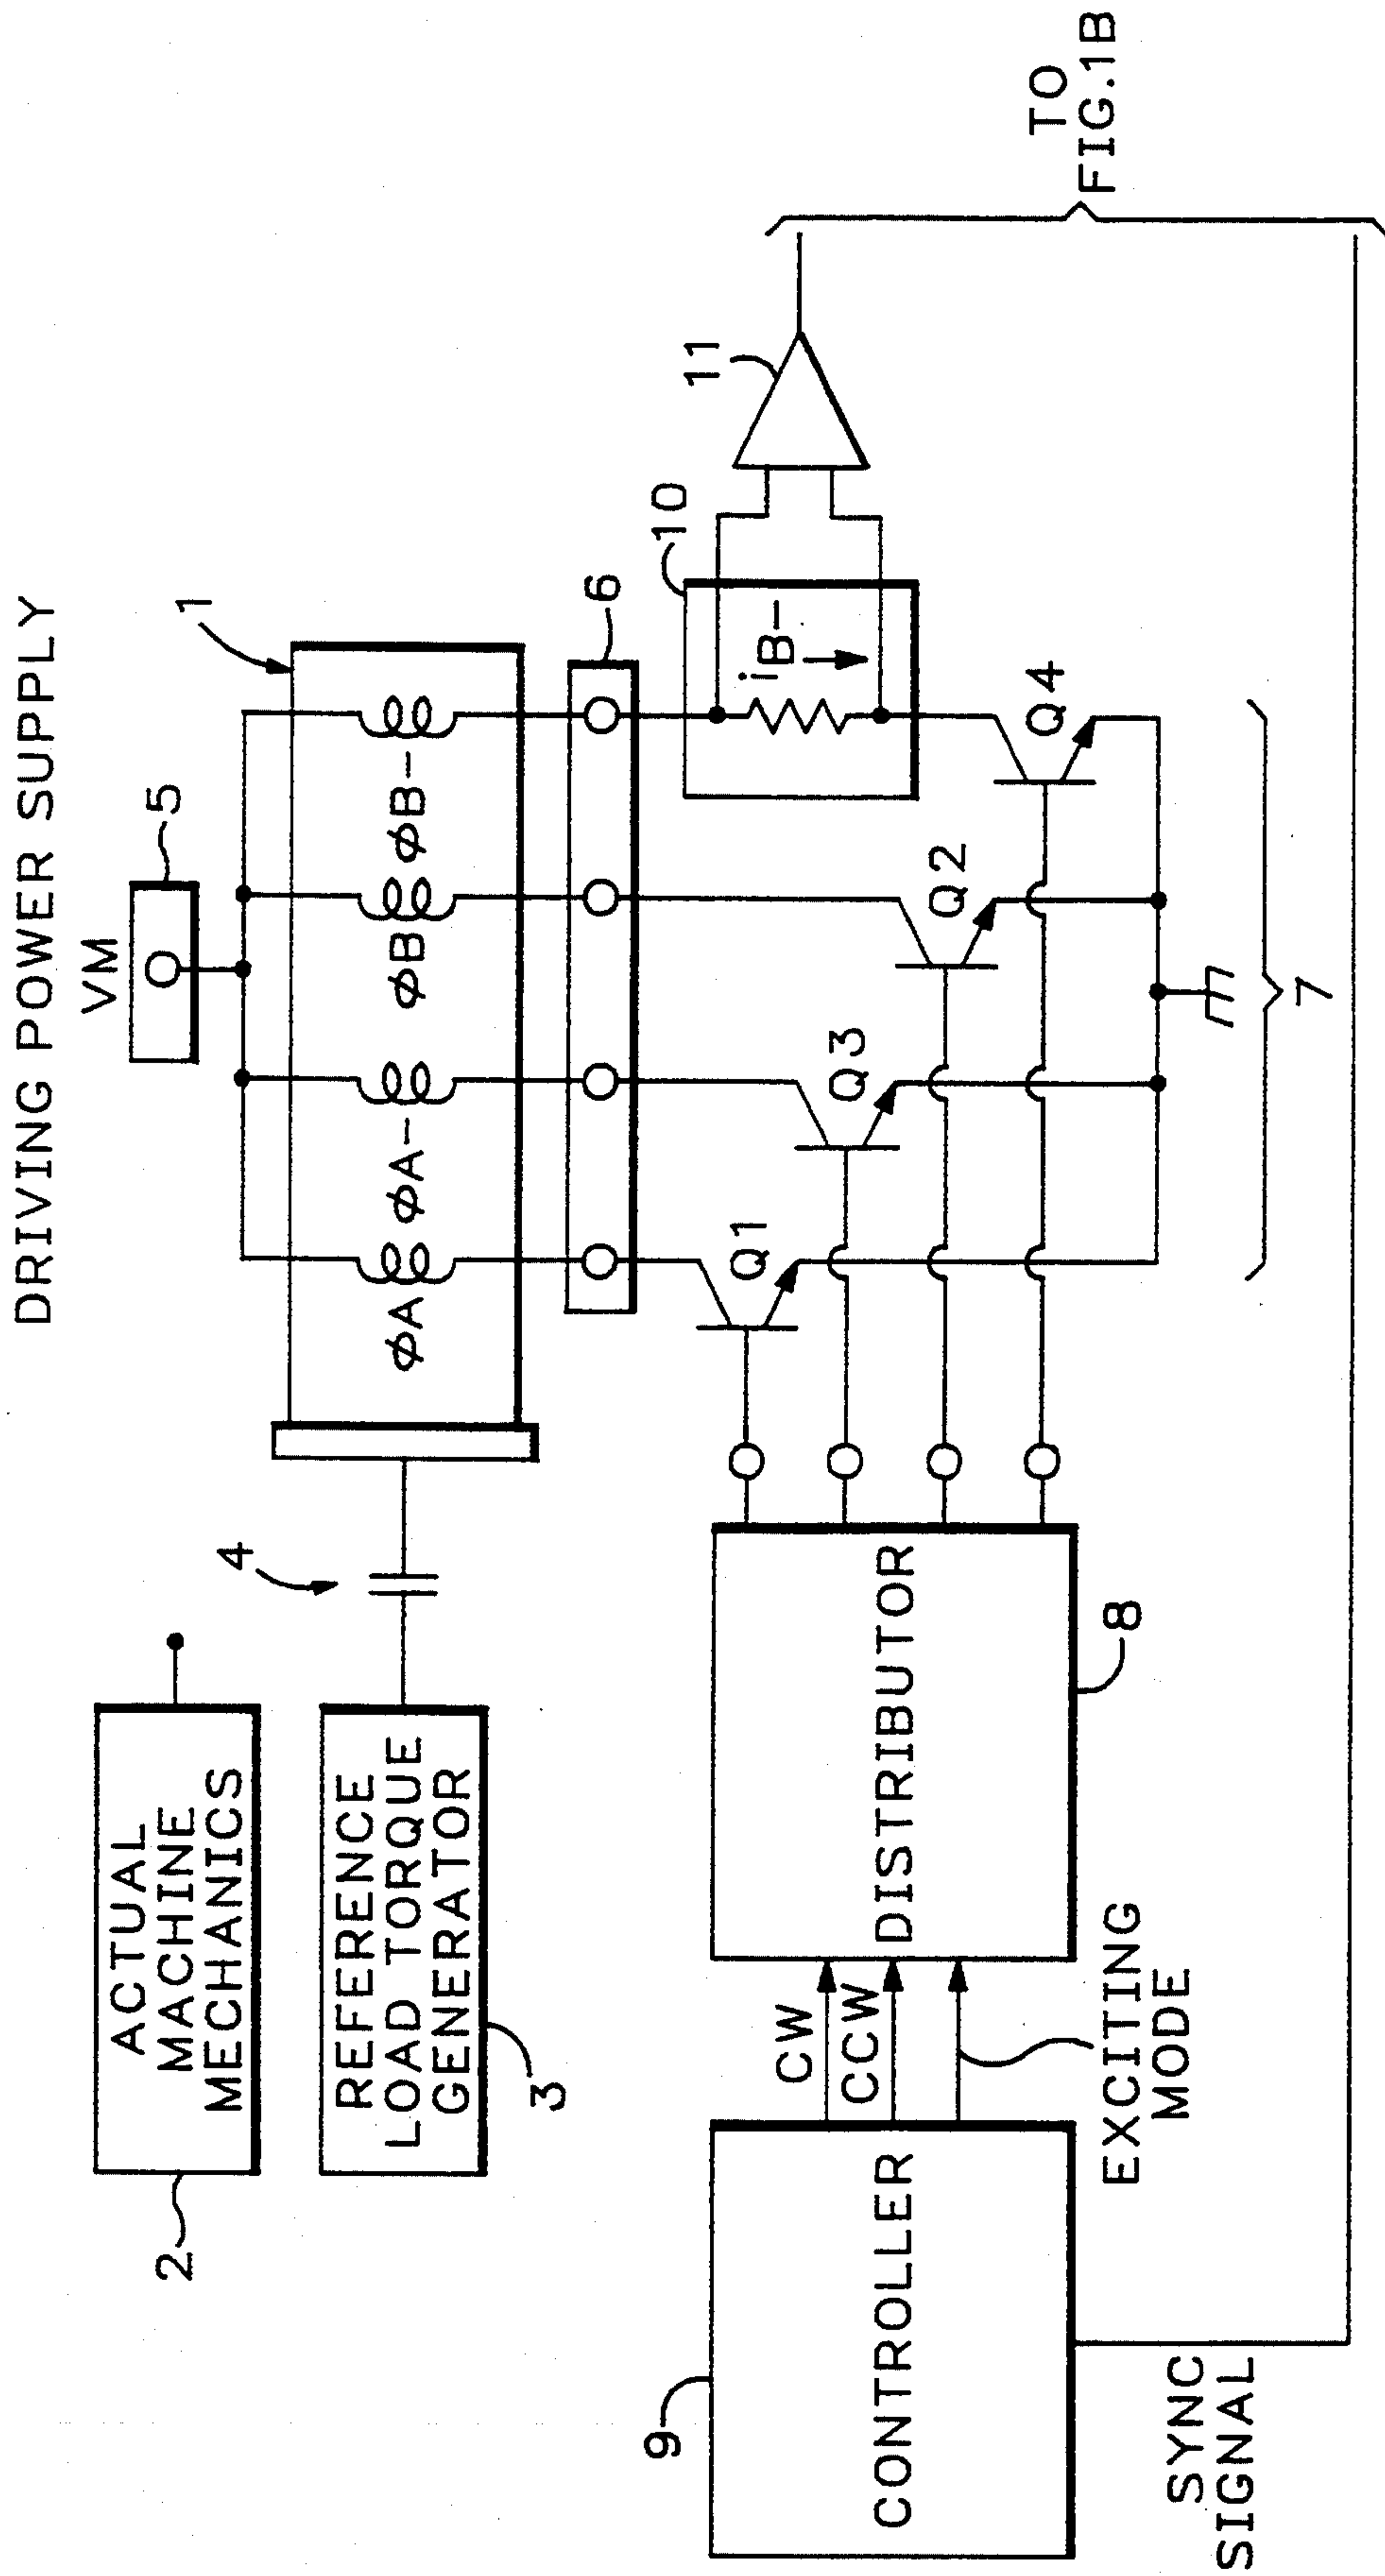 DRIVING POWER SUPPLY
VM
5
1
ACTUAL
MACHINE
MECHANICS
2
REFERENCE
LOAD TORQUE
GENERATOR
3
4
φA
φA-
φB
φB-
6
10
iB-
11
Q1
Q3
Q2
Q4
7
TO
FIG.1B
CONTROLLER
9
CW
CCW
EXCITING
MODE
DISTRIBUTOR
8
SYNC
SIGNAL